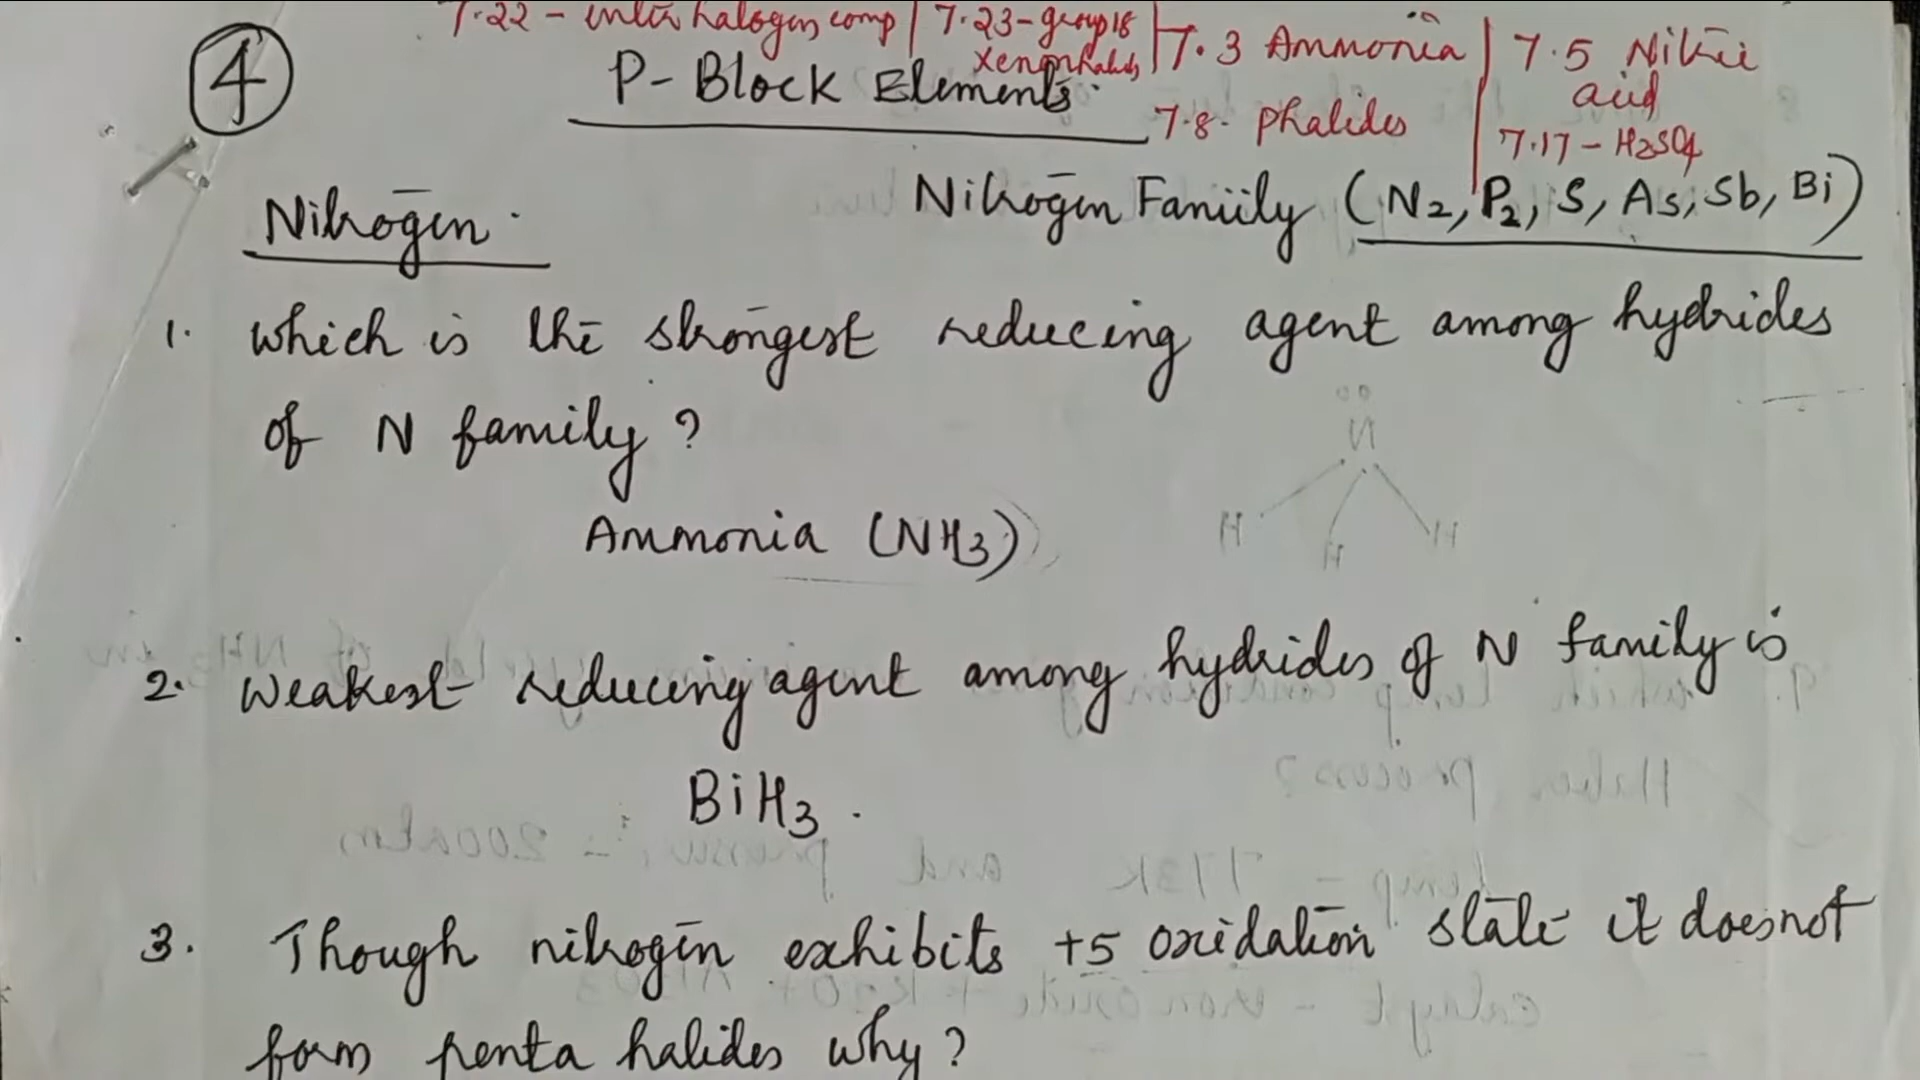 7.22 - inter halogen comp | 7.23 - group 18 | 7.3 Ammonia | 7.5 Nitric acid
xenon halides
4
P-Block Elements.
7.8. Phalides
7.17 - H2SO4
Nitrogen.
Nitrogen Family (N2, P2, S, As, Sb, Bi)
1. which is the strongest reducing agent among hydrides
of N family?
Ammonia (NH3)
2. Weakest reducing agent among hydrides of N family is
BiH3.
3. Though nitrogen exhibits +5 oxidation state it does not
form penta halides why?